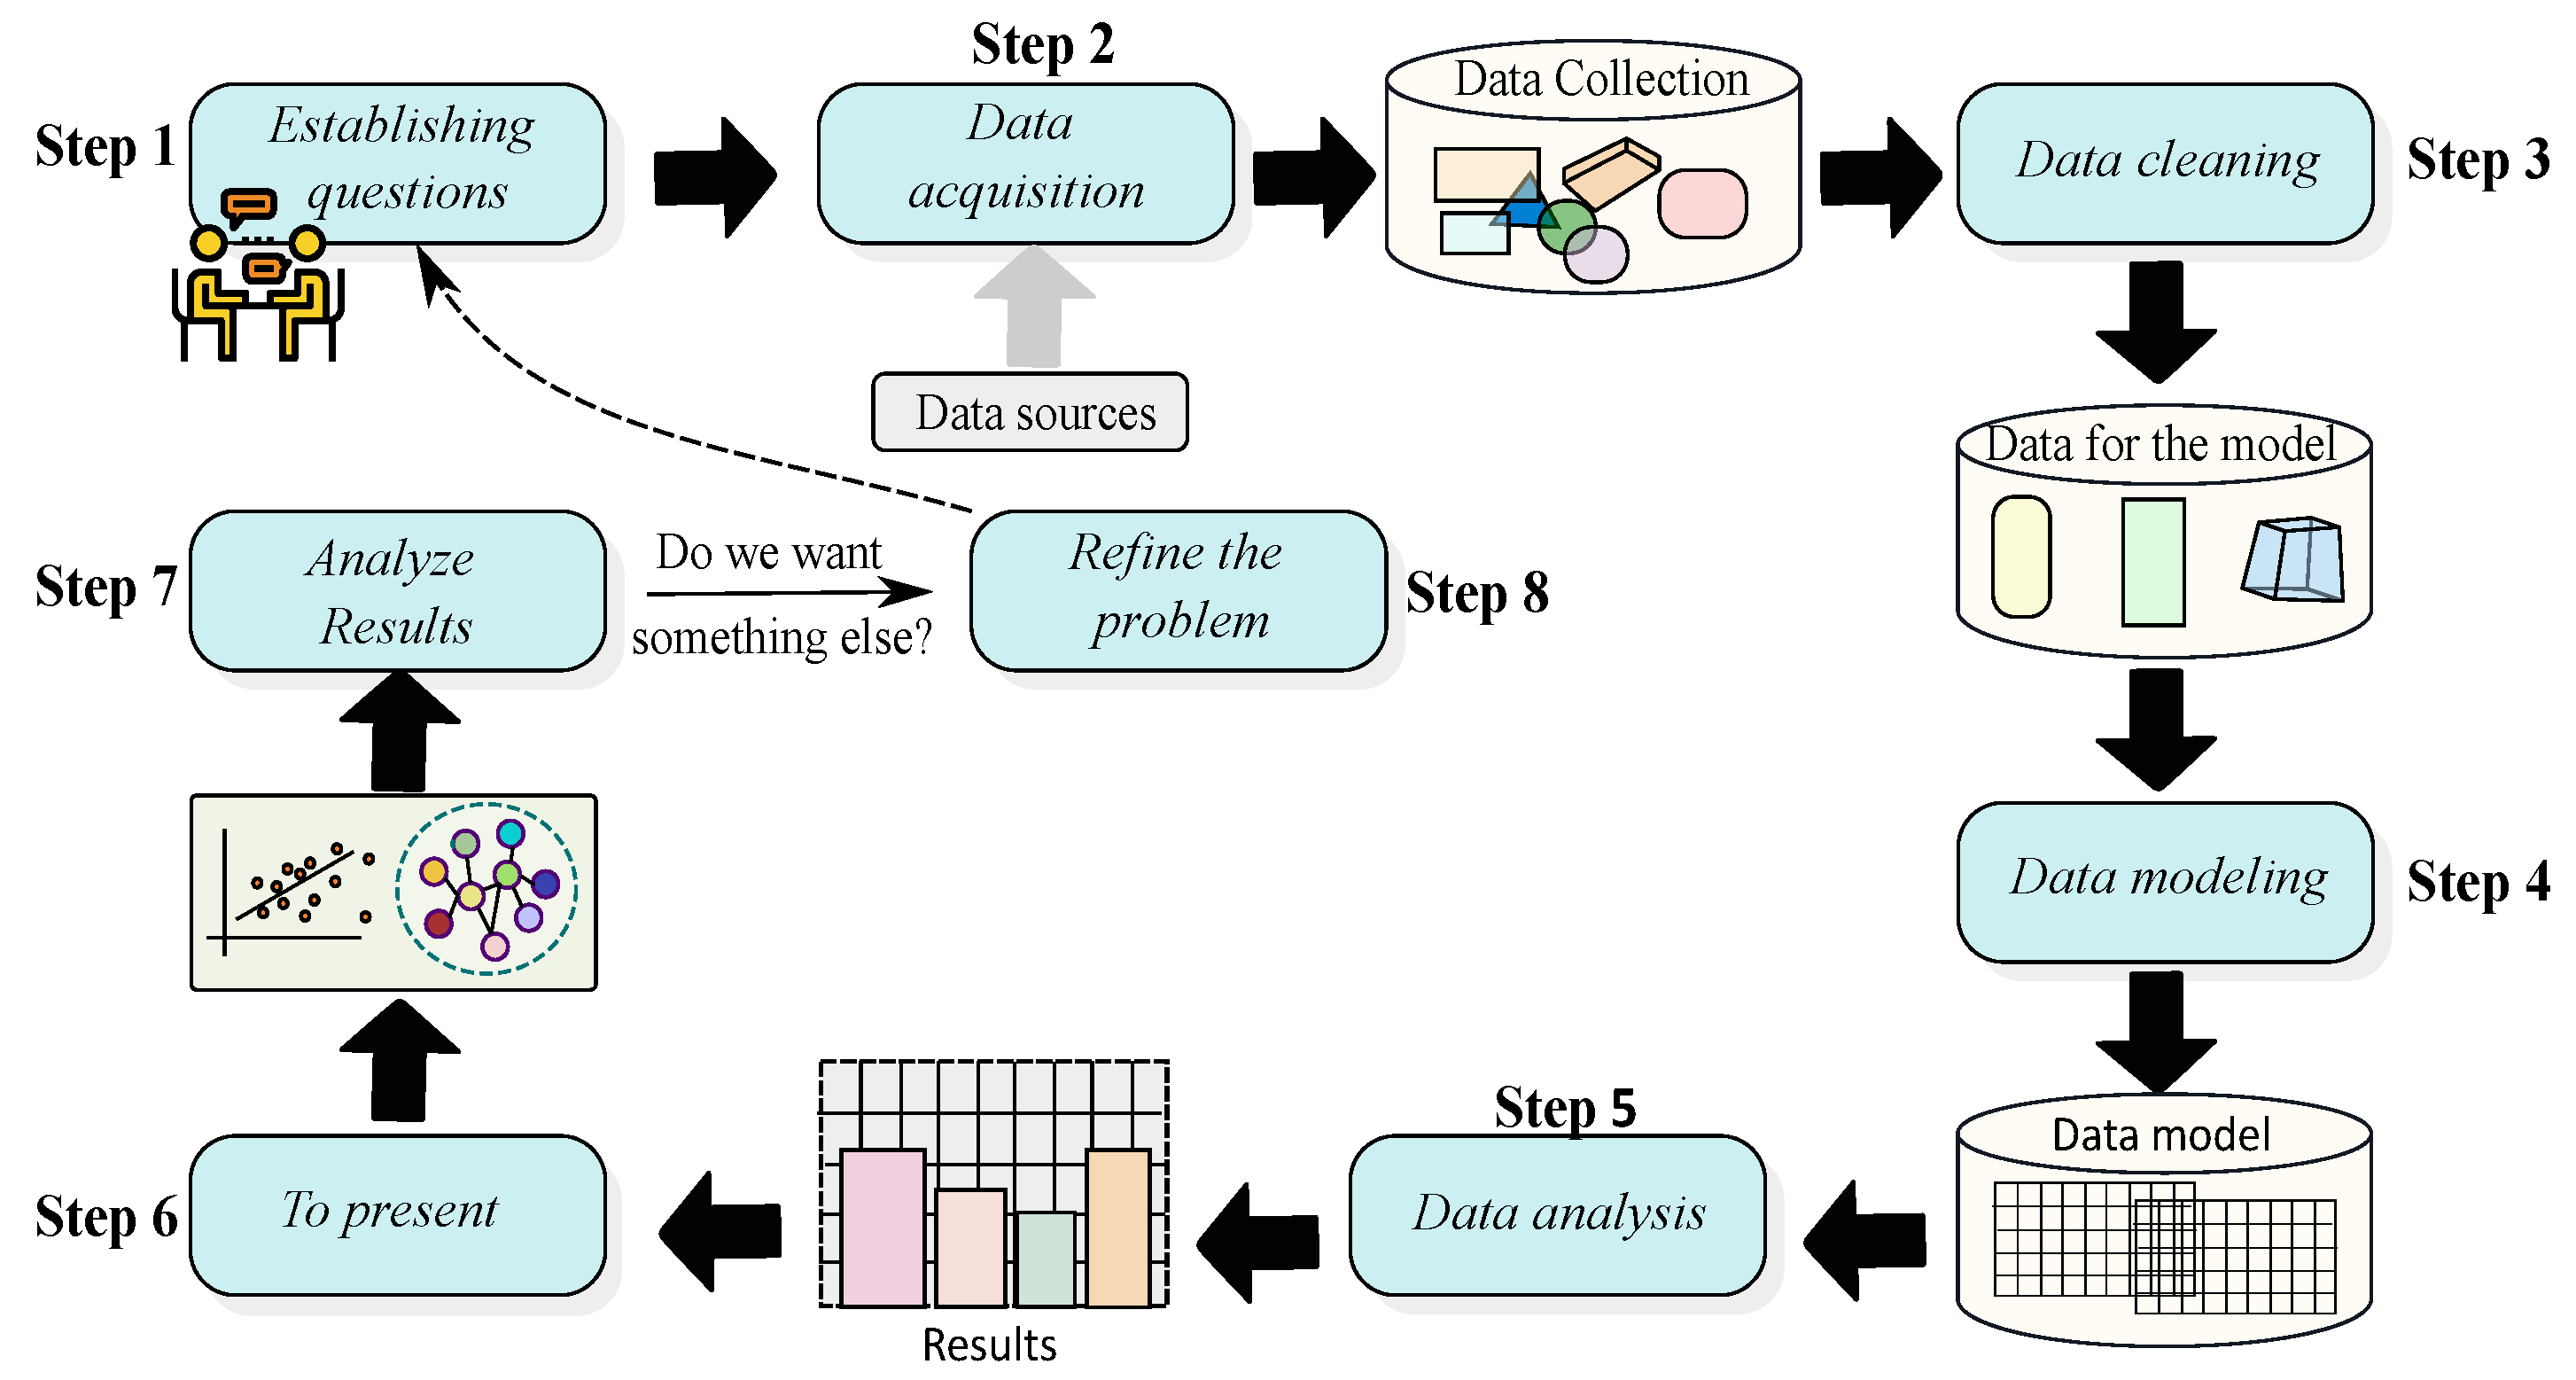 Step 1
Establishing
questions
Step 2
Data
acquisition
Data Collection
Data cleaning
Step 3
Data sources
Data for the model
Step 7
Analyze
Results
Do we want
something else?
Refine the
problem
Step 8
Data modeling
Step 4
Step 6
To present
Results
Step 5
Data analysis
Data model